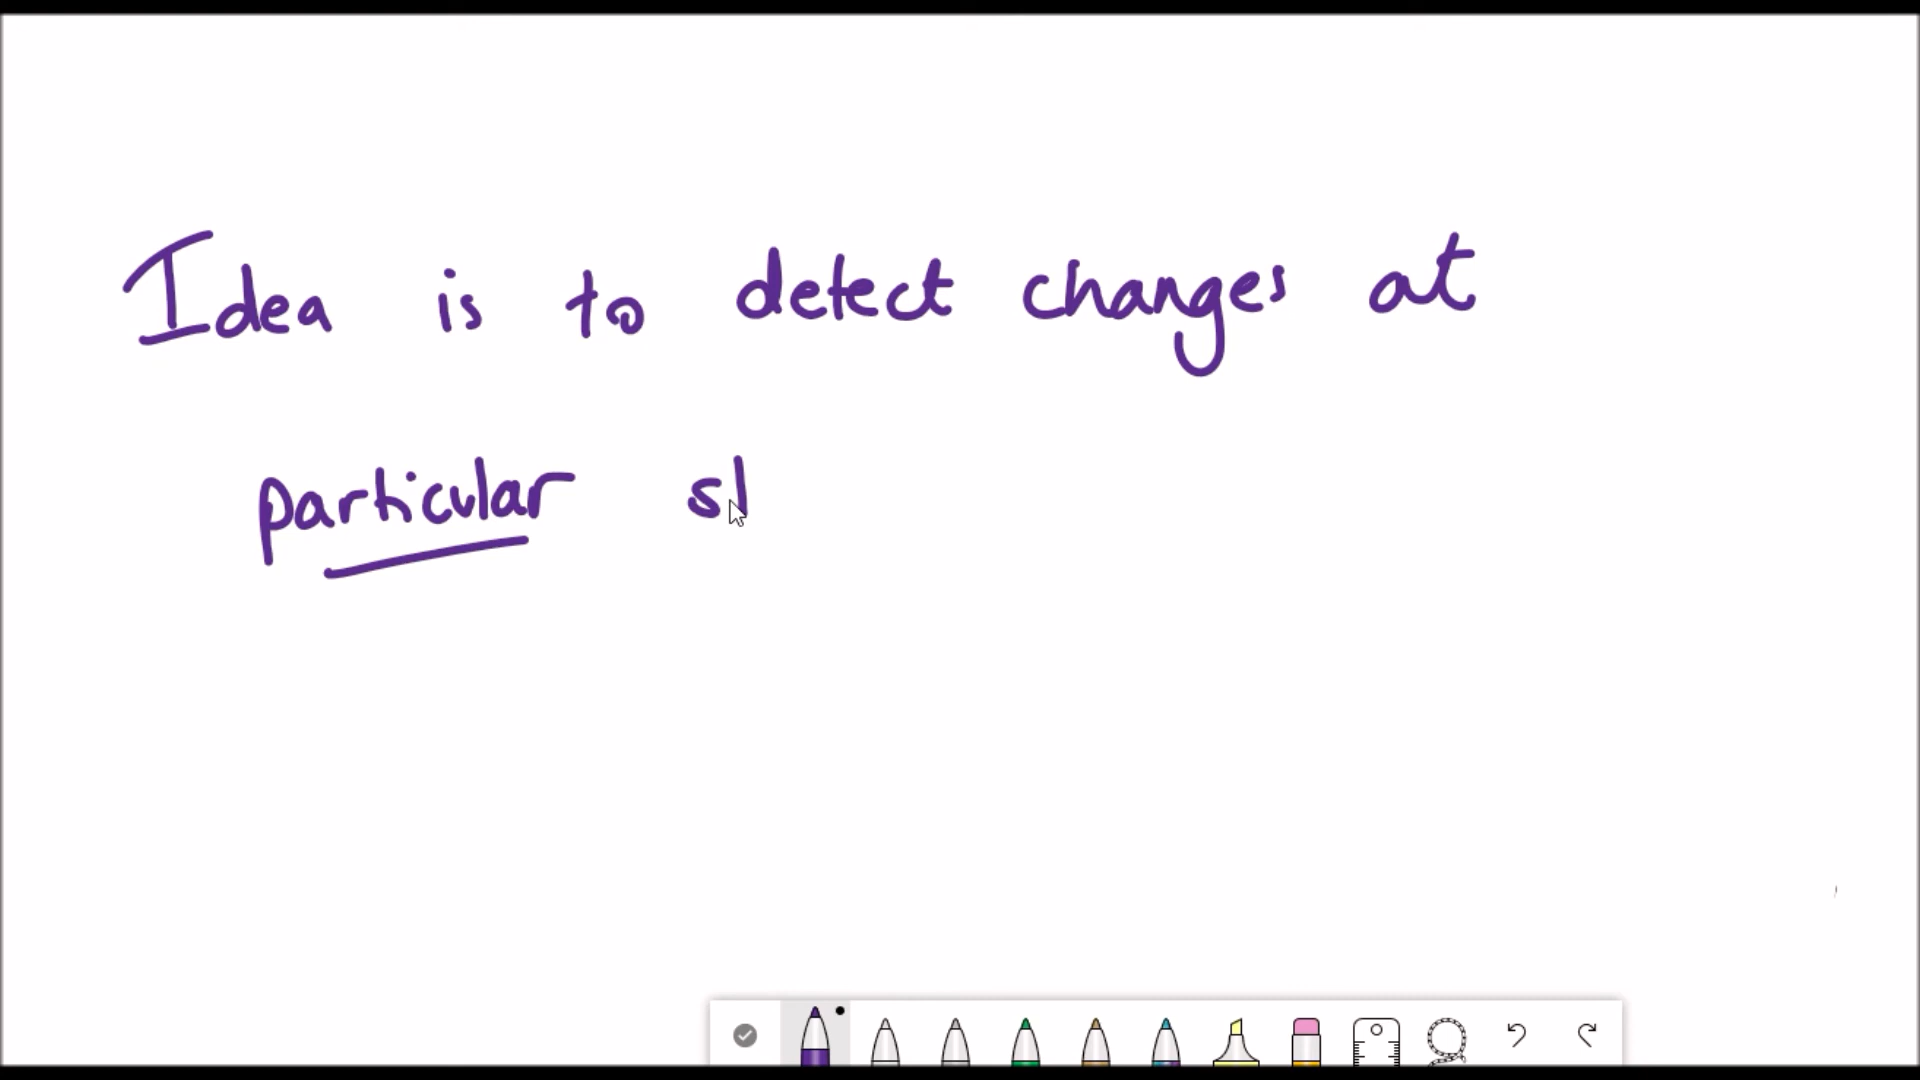 Idea is to detect changes at
particular